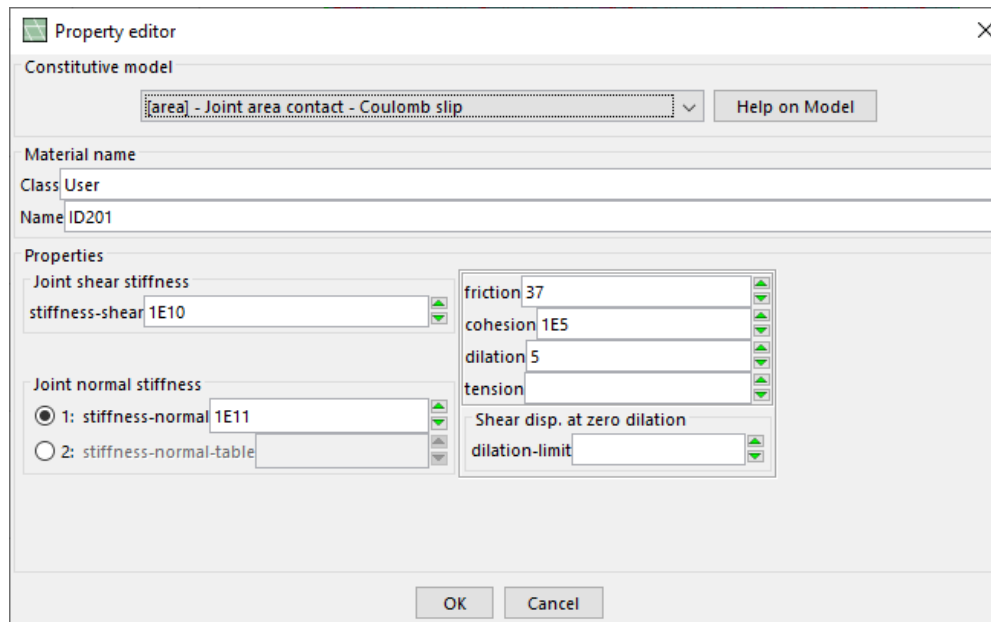 Property editor
Constitutive model
[area] - Joint area contact - Coulomb slip
Help on Model
Material name
Class User
Name ID201
Properties
Joint shear stiffness
stiffness-shear 1E10
Joint normal stiffness
1: stiffness-normal 1E11
2: stiffness-normal-table
friction 37
cohesion 1E5
dilation 5
tension
Shear disp. at zero dilation
dilation-limit
OK
Cancel